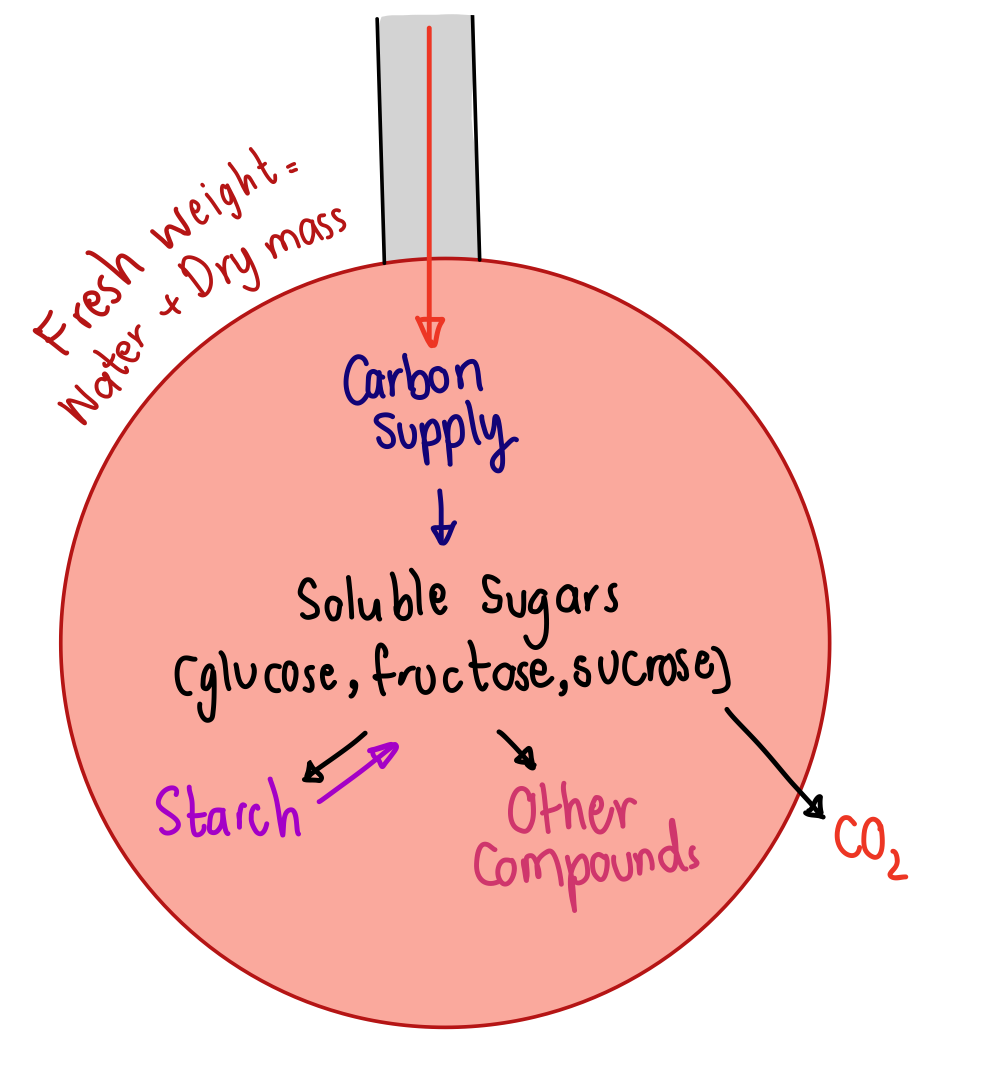 Fresh Weight =
Water + Dry mass
Carbon
Supply
Soluble Sugars
(glucose, fructose, sucrose)
Starch
Other
Compounds
CO₂